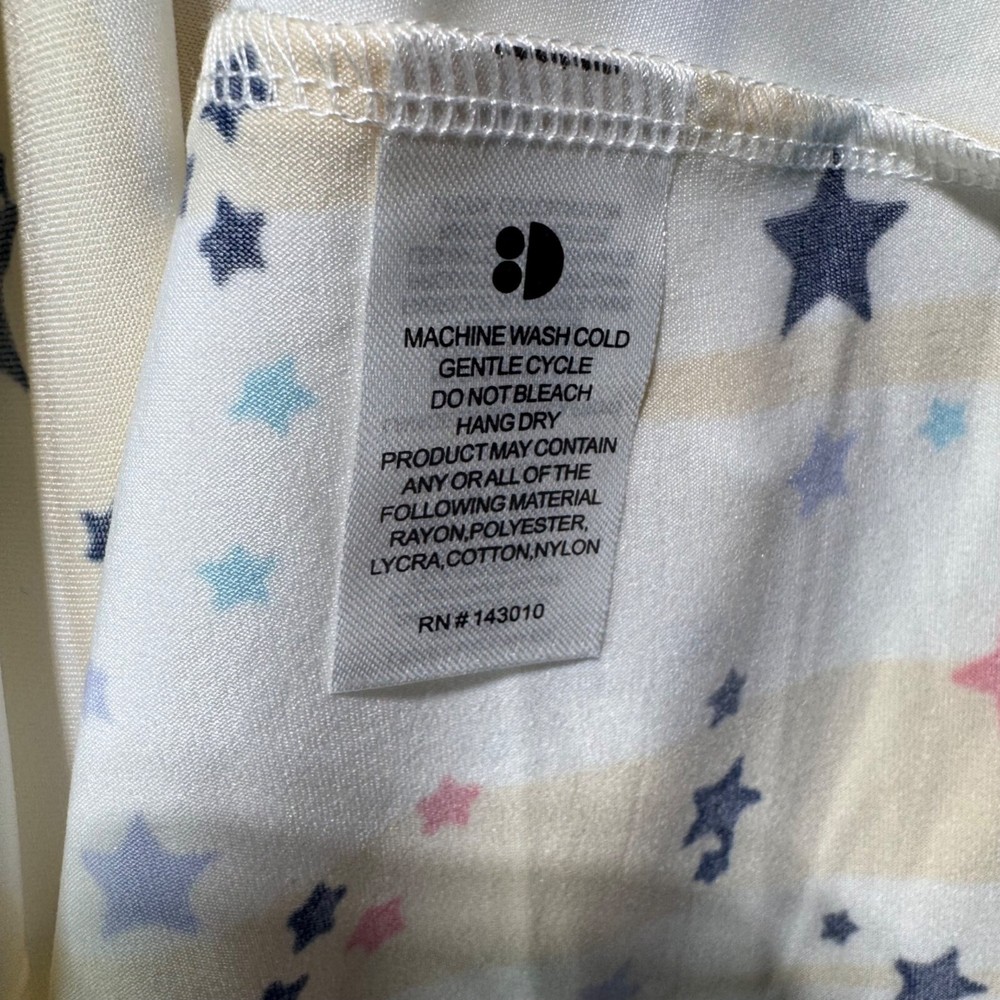 MACHINE WASH COLD
GENTLE CYCLE
DO NOT BLEACH
HANG DRY
PRODUCT MAY CONTAIN
ANY OR ALL OF THE
FOLLOWING MATERIAL
RAYON,POLYESTER,
LYCRA,COTTON,NYLON
RN # 143010